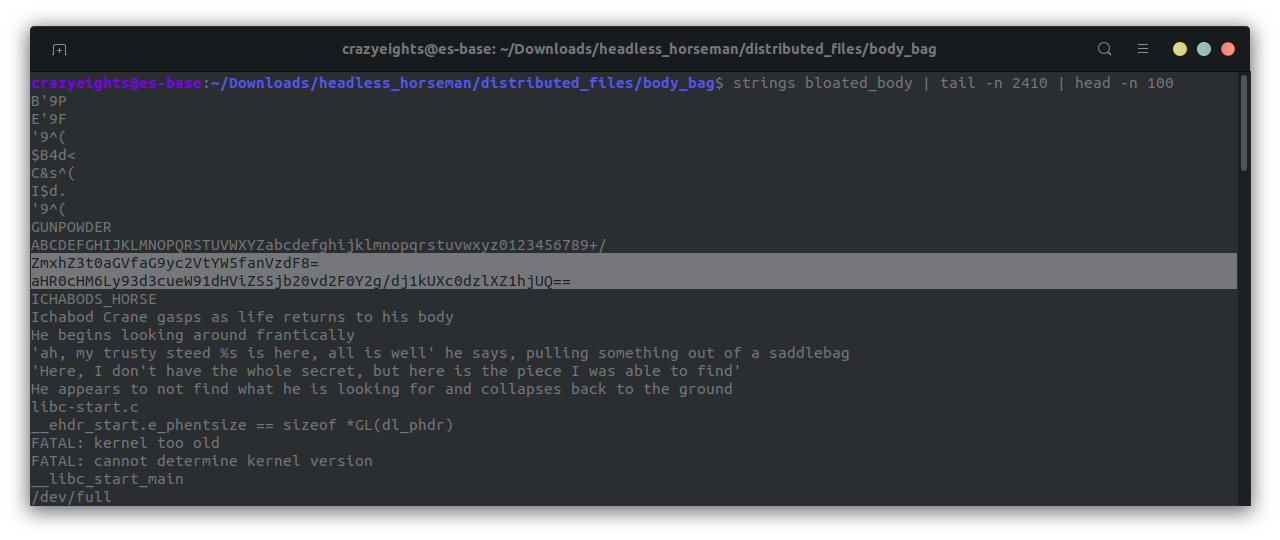 crazyeights@es-base: ~/Downloads/headless_horseman/distributed_files/body_bag
crazyeights@es-base:~/Downloads/headless_horseman/distributed_files/body_bag$ strings bloated_body | tail -n 2410 | head -n 100
B'9P
E'9F
'9^(
$B4d<
C&s^(
I$d.
'9^(
GUNPOWDER
ABCDEFGHIJKLMNOPQRSTUVWXYZabcdefghijklmnopqrstuvwxyz0123456789+/
ZmxhZ3t0aGVfaG9yc2VtYW5fanVzdF8=
aHR0cHM6Ly93d3cueW91dHViZS5jb20vd2F0Y2g/dj1kUXc0dzlXZ1hjUQ==
ICHABODS_HORSE
Ichabod Crane gasps as life returns to his body
He begins looking around frantically
'ah, my trusty steed %s is here, all is well' he says, pulling something out of a saddlebag
'Here, I don't have the whole secret, but here is the piece I was able to find'
He appears to not find what he is looking for and collapses back to the ground
libc-start.c
__ehdr_start.e_phentsize == sizeof *GL(dl_phdr)
FATAL: kernel too old
FATAL: cannot determine kernel version
__libc_start_main
/dev/full